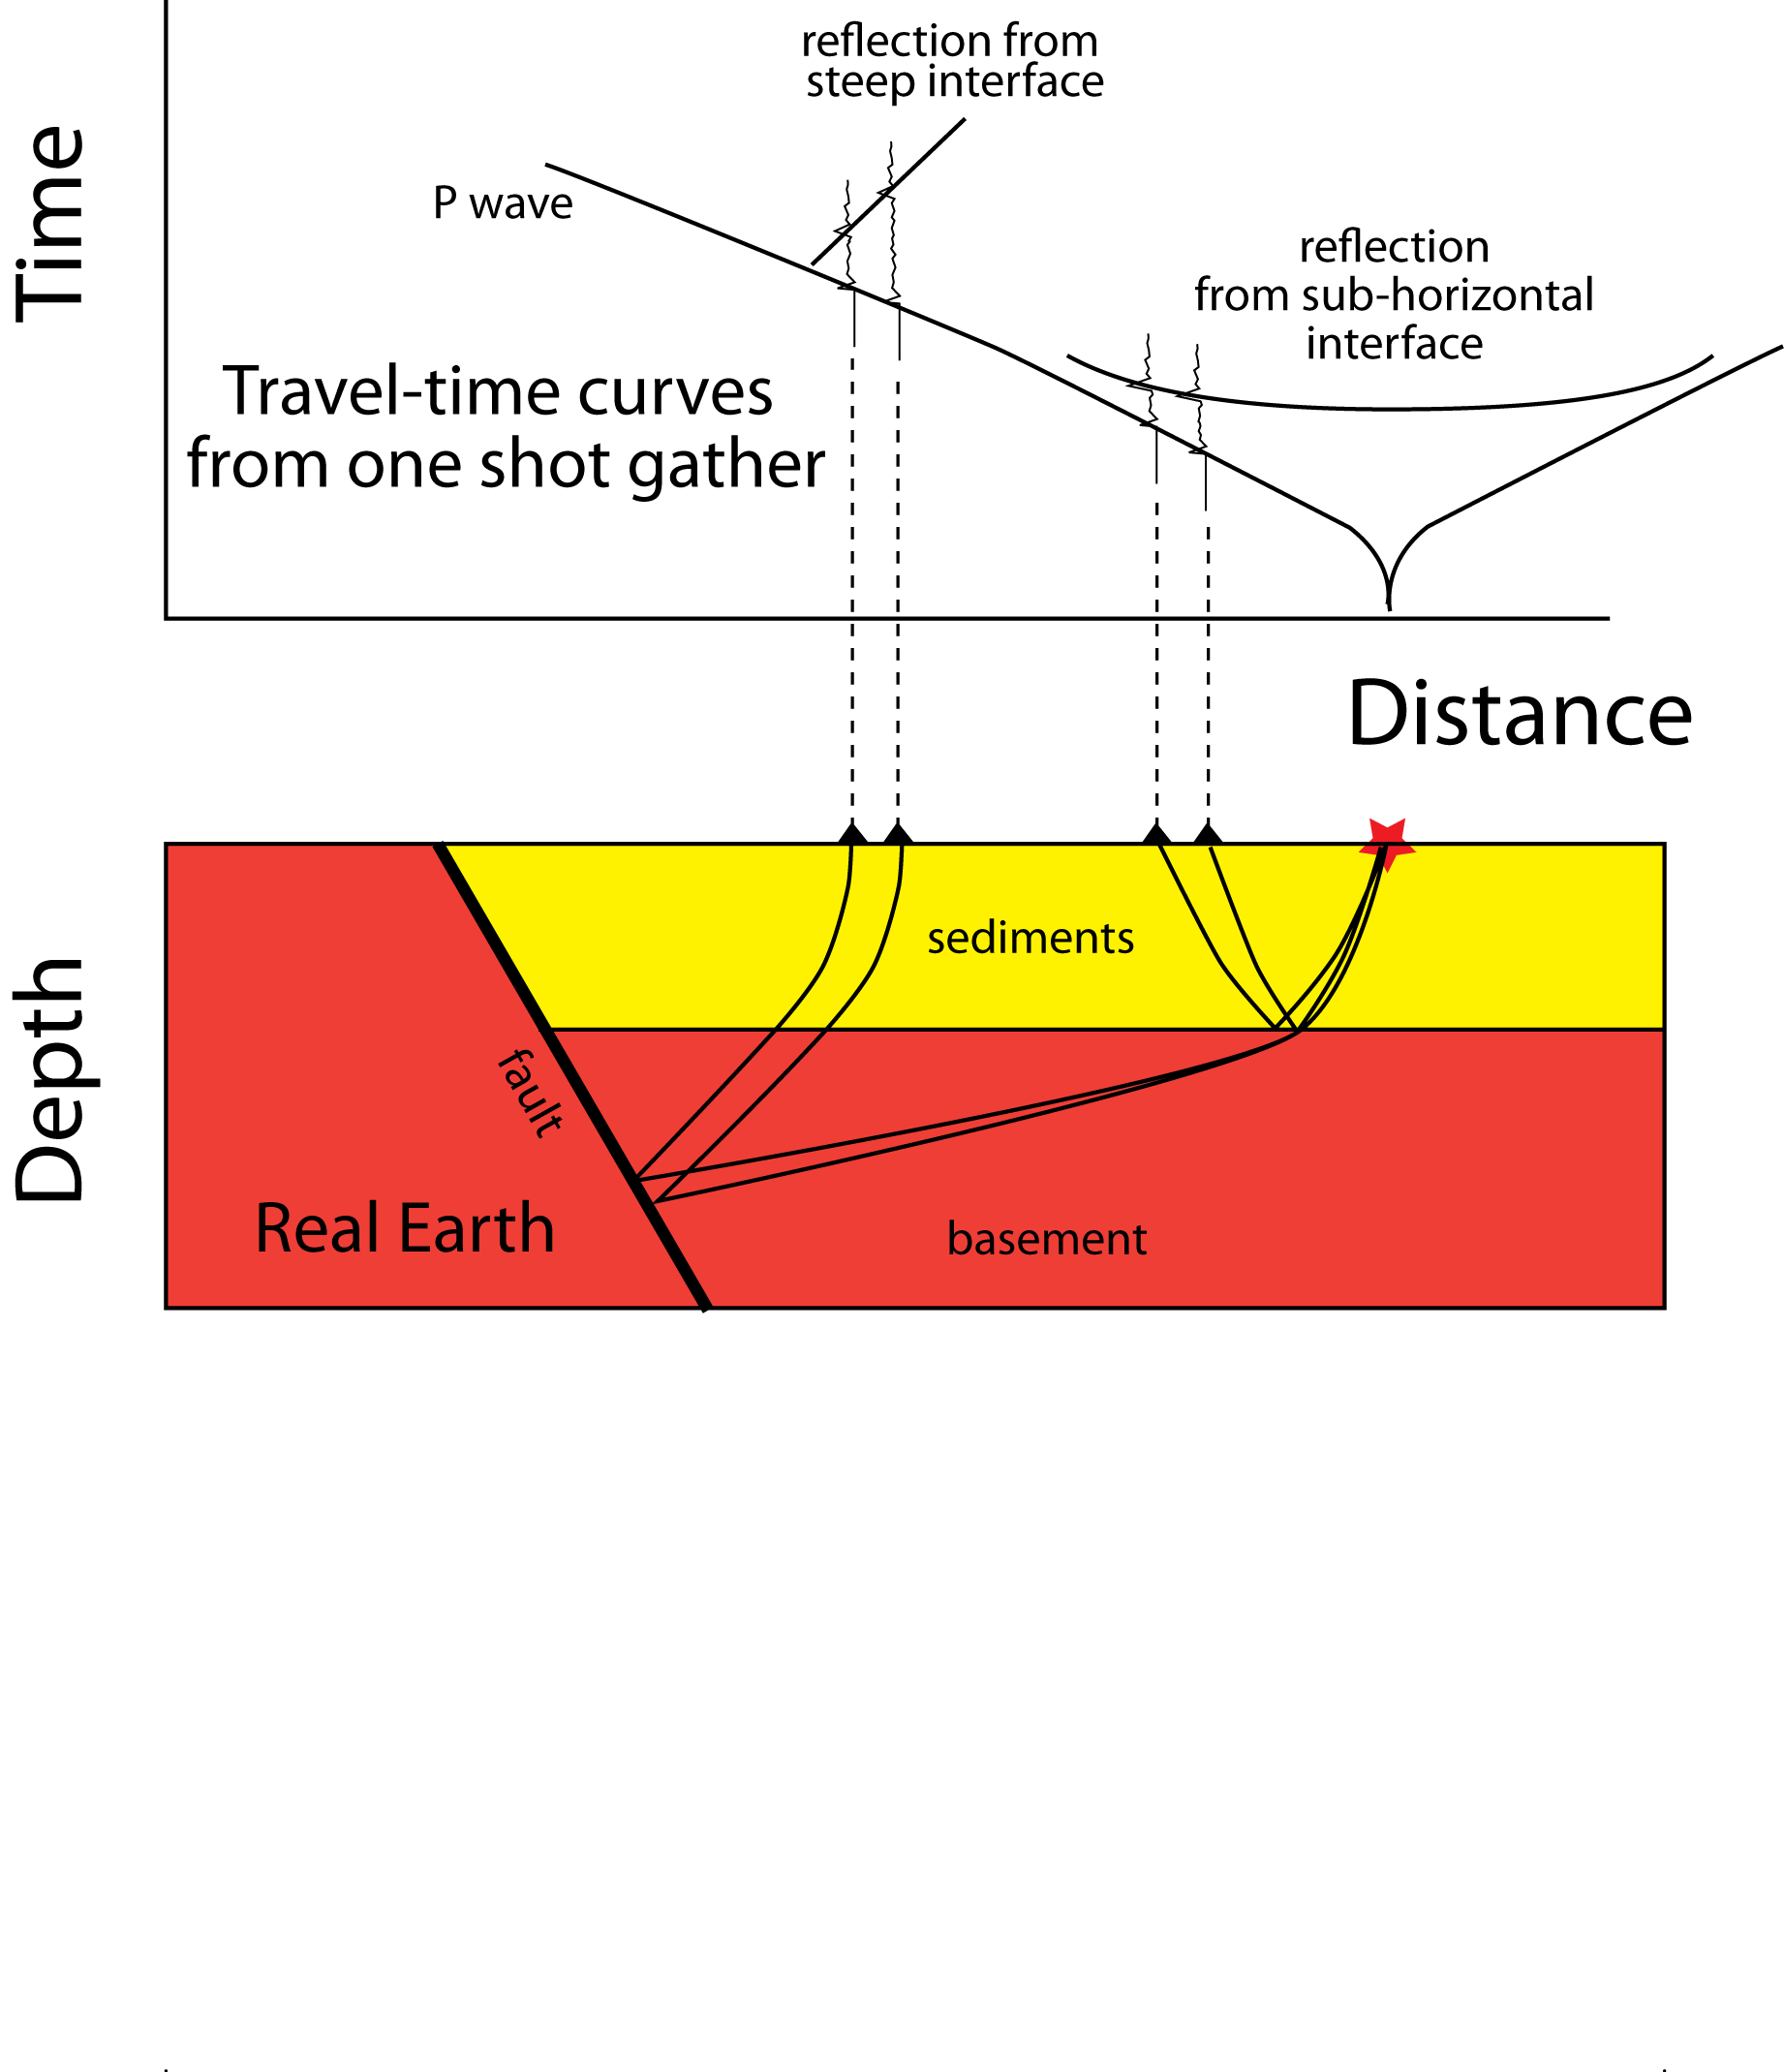 reflection from
steep interface
Time
P wave
reflection
from sub-horizontal
interface
Travel-time curves
from one shot gather
Distance
Depth
sediments
fault
Real Earth
basement